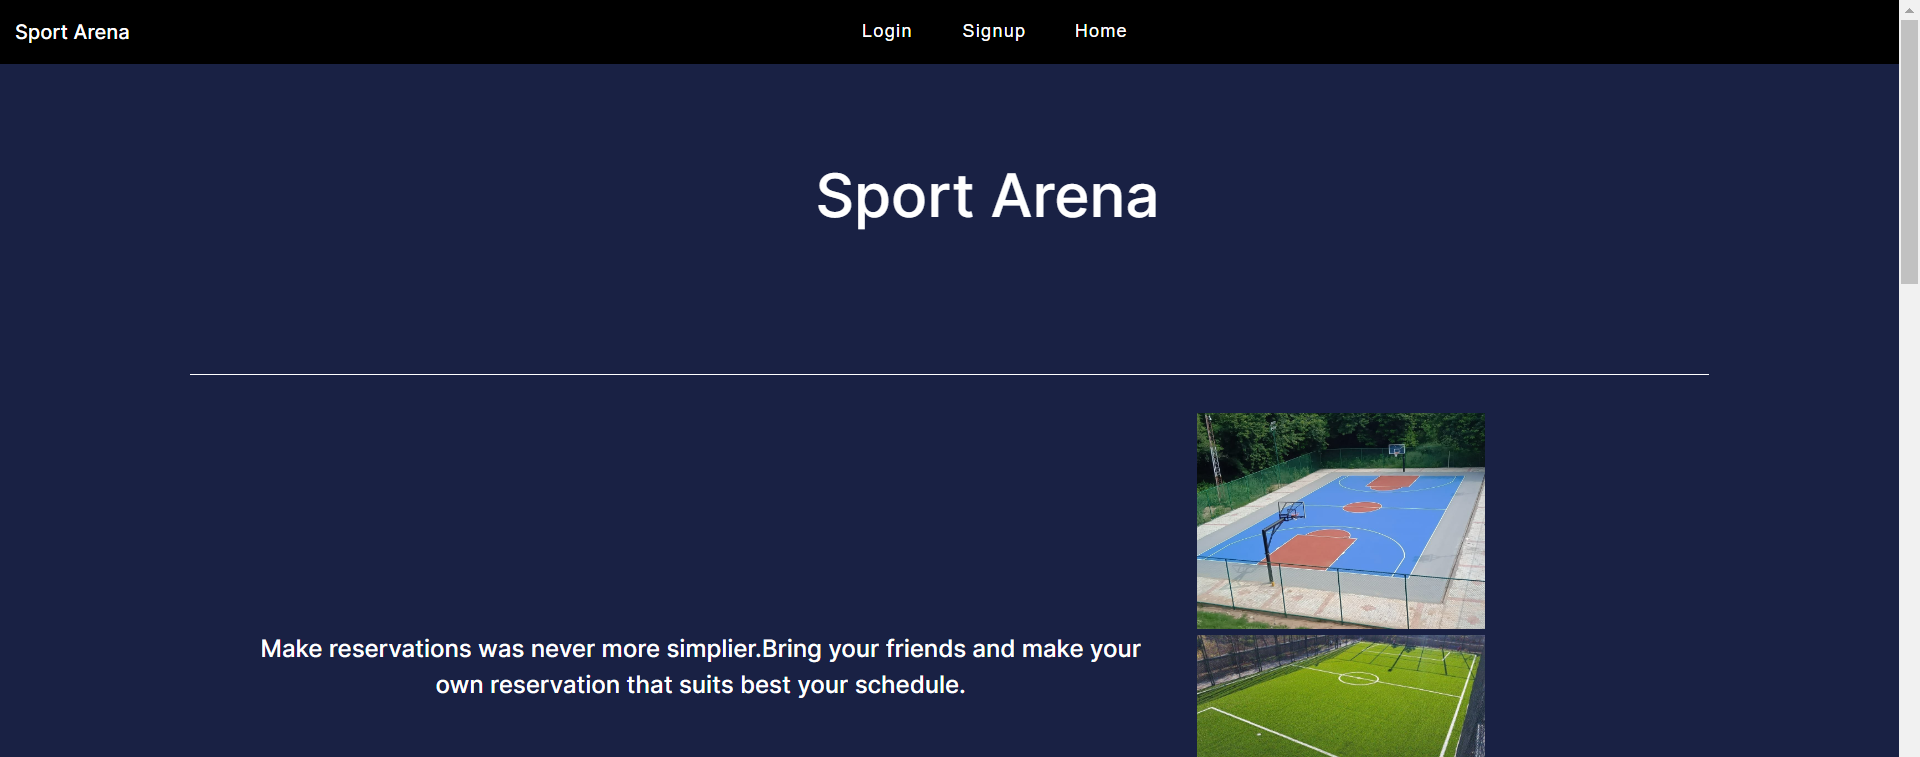 Sport Arena
Login Signup Home
Sport Arena
Make reservations was never more simplier.Bring your friends and make your
own reservation that suits best your schedule.